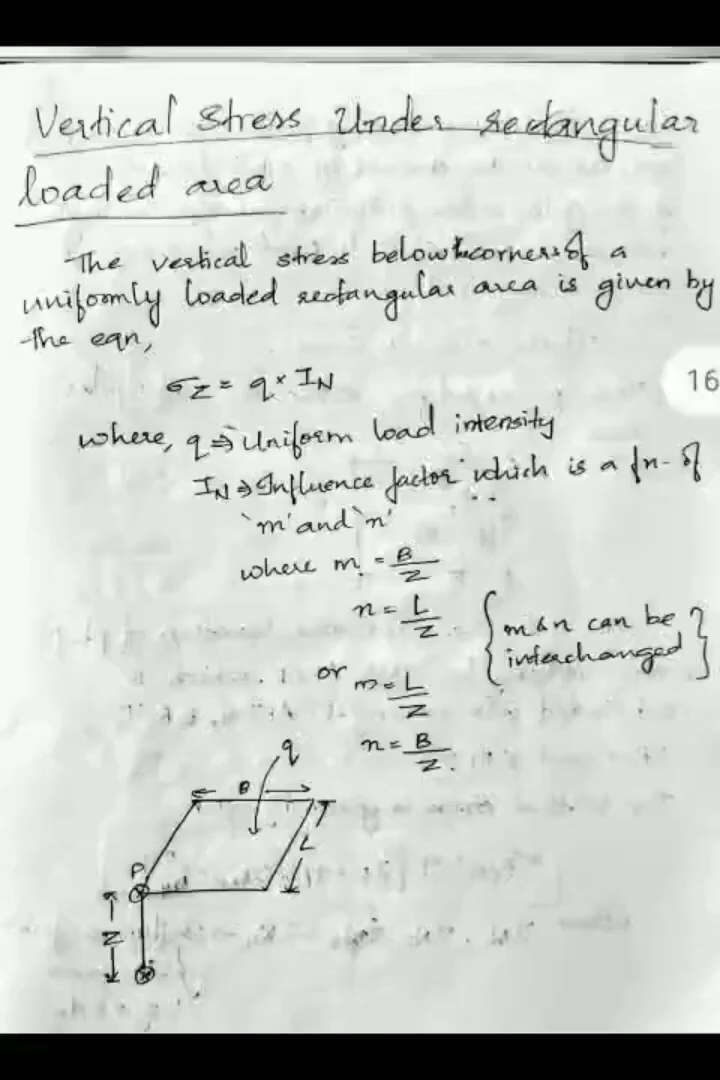 Vertical stress Under rectangular
loaded area
The vertical stress below the corners of a
uniformly loaded rectangular area is given by
the eqn,
σz = q × IN
16
where, q ⇒ Uniform load intensity
IN ⇒ Influence factor which is a fn. of
'm' and 'n'
where m = B/Z
n = L/Z
{ m & n can be
interchanged }
or m = L/Z
n = B/Z.
q
B
L
P
Z